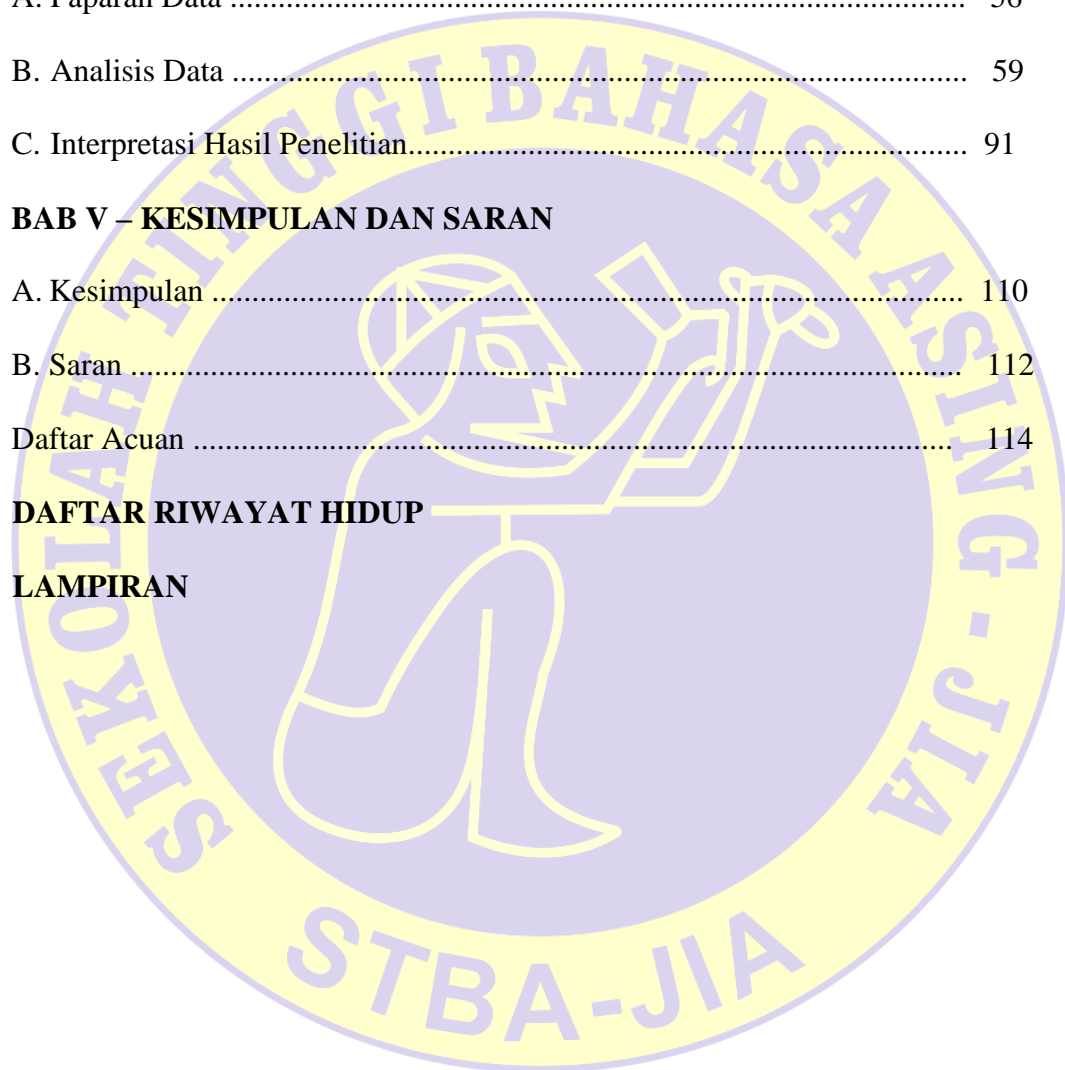 A. Paparan Data ........................................................................................................ 56
B. Analisis Data ........................................................................................................ 59
C. Interpretasi Hasil Penelitian........................................................................................ 91
BAB V – KESIMPULAN DAN SARAN
A. Kesimpulan ........................................................................................................ 110
B. Saran ........................................................................................................ 112
Daftar Acuan ........................................................................................................ 114
DAFTAR RIWAYAT HIDUP
LAMPIRAN
SEKOLAH TINGGI BAHASA ASING - JIA
STBA-JIA